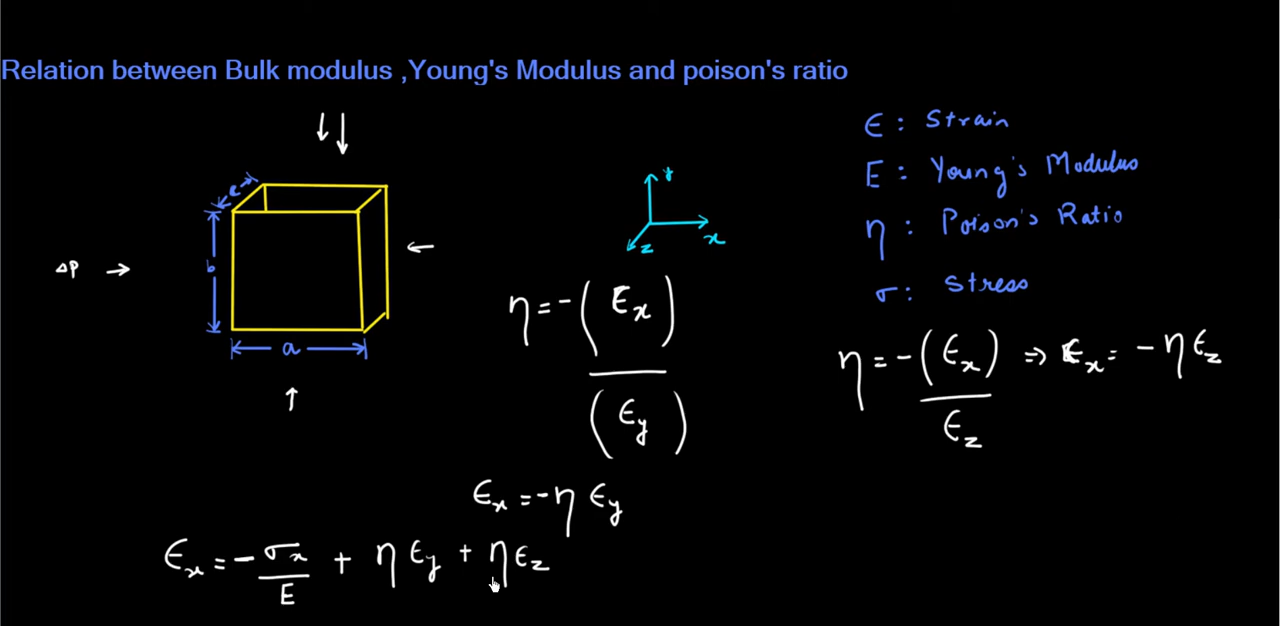 Relation between Bulk modulus ,Young's Modulus and poison's ratio
ϵ : Strain
E : Young's Modulus
η : Poison's Ratio
σ : Stress
ΔP →
b
a
x
z
η = - (ϵx) / (ϵy)
η = - (ϵx) / ϵz ⇒ ϵx = - η ϵz
ϵx = - η ϵy
ϵx = - σx / E + η ϵy + η ϵz